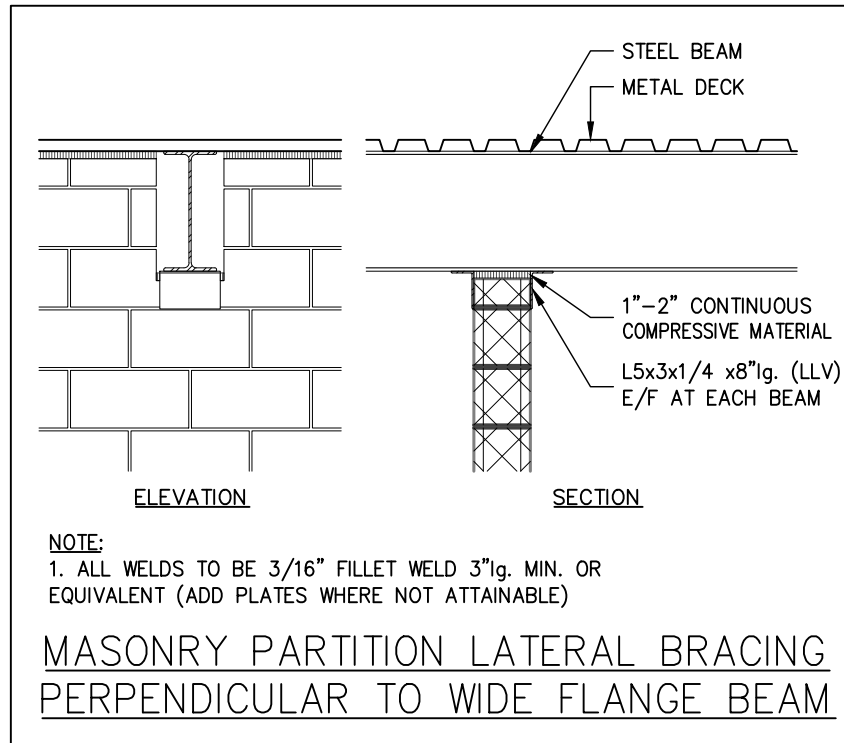 STEEL BEAM
METAL DECK
1"-2" CONTINUOUS
COMPRESSIVE MATERIAL
L5x3x1/4 x8"lg. (LLV)
E/F AT EACH BEAM
ELEVATION
SECTION
NOTE:
1. ALL WELDS TO BE 3/16" FILLET WELD 3"lg. MIN. OR
EQUIVALENT (ADD PLATES WHERE NOT ATTAINABLE)
MASONRY PARTITION LATERAL BRACING
PERPENDICULAR TO WIDE FLANGE BEAM